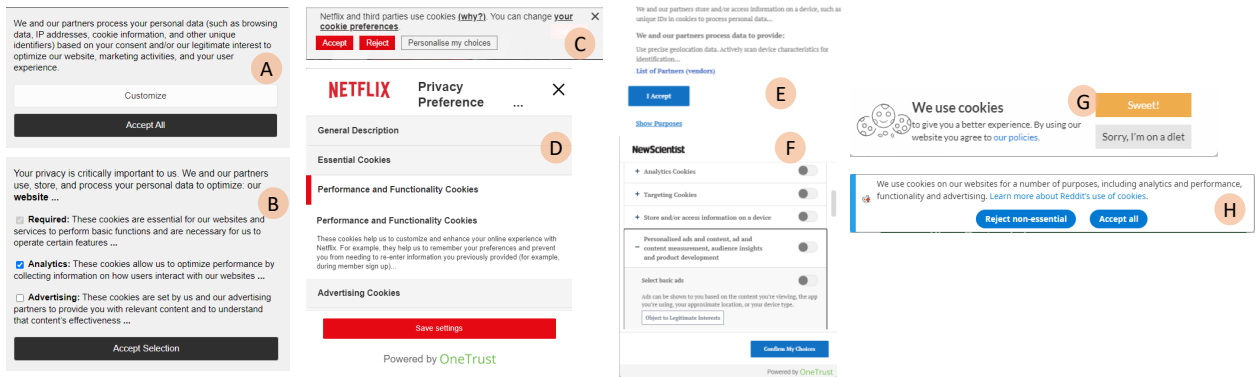 We and our partners process your personal data (such as browsing
data, IP addresses, cookie information, and other unique
identifiers) based on your consent and/or our legitimate interest to
optimize our website, marketing activities, and your user
experience.
A
Customize
Accept All
Your privacy is critically important to us. We and our partners
use, store, and process your personal data to optimize: our
website ...
B
Required: These cookies are essential for our websites and
services to perform basic functions and are necessary for us to
operate certain features ...
Analytics: These cookies allow us to optimize performance by
collecting information on how users interact with our websites ...
Advertising: These cookies are set by us and our advertising
partners to provide you with relevant content and to understand
that content's effectiveness ...
Accept Selection
Netflix and third parties use cookies (why?). You can change your
cookie preferences.
Accept Reject Personalise my choices
C
NETFLIX
Privacy
Preference ...
General Description
D
Essential Cookies
Performance and Functionality Cookies
Performance and Functionality Cookies
These cookies help us to customize and enhance your online experience with
Netflix. For example, they help us to remember your preferences and prevent
you from needing to re-enter information you previously provided (for example,
during member sign up)...
Advertising Cookies
Save settings
Powered by OneTrust
We and our partners store and/or access information on a device, such as
unique IDs in cookies to process personal data...
We and our partners process data to provide:
Use precise geolocation data. Actively scan device characteristics for
identification...
List of Partners (vendors)
I Accept
E
Show Purposes
F
NewScientist
+ Analytics Cookies
+ Targeting Cookies
+ Store and/or access information on a device
− Personalised ads and content, ad and
content measurement, audience insights
and product development
Select basic ads
Ads can be shown to you based on the content you're viewing, the app
you're using, your approximate location, or your device type.
Object to Legitimate Interests
Confirm My Choices
Powered by OneTrust
We use cookies
to give you a better experience. By using our
website you agree to our policies.
G
Sweet!
Sorry, I'm on a diet
We use cookies on our websites for a number of purposes, including analytics and performance,
functionality and advertising. Learn more about Reddit's use of cookies.
Reject non-essential Accept all
H